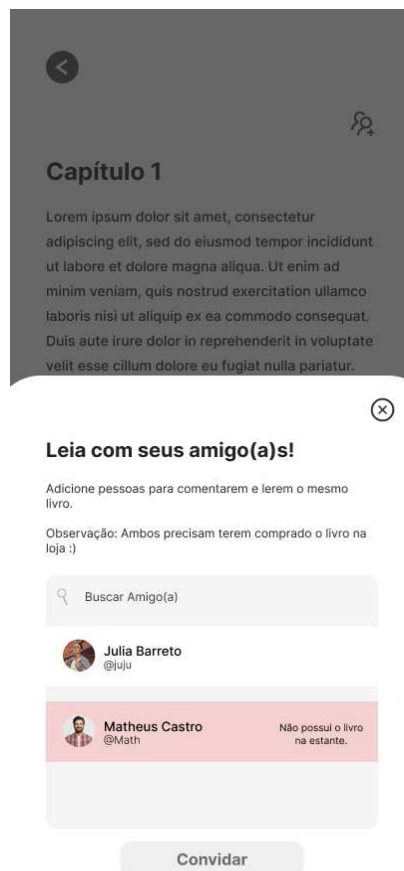 Capítulo 1
Lorem ipsum dolor sit amet, consectetur
adipiscing elit, sed do eiusmod tempor incididunt
ut labore et dolore magna aliqua. Ut enim ad
minim veniam, quis nostrud exercitation ullamco
laboris nisi ut aliquip ex ea commodo consequat.
Duis aute irure dolor in reprehenderit in voluptate
velit esse cillum dolore eu fugiat nulla pariatur.
Leia com seus amigo(a)s!
Adicione pessoas para comentarem e lerem o mesmo
livro.
Observação: Ambos precisam terem comprado o livro na
loja :)
Buscar Amigo(a)
Julia Barreto
@juju
Matheus Castro
@Math
Não possui o livro
na estante.
Convidar